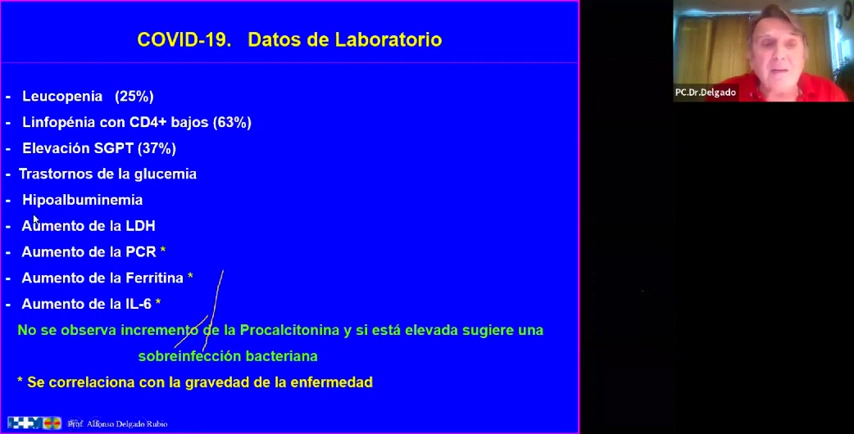 COVID-19. Datos de Laboratorio
- Leucopenia (25%)
- Linfopénia con CD4+ bajos (63%)
- Elevación SGPT (37%)
- Trastornos de la glucemia
- Hipoalbuminemia
- Aumento de la LDH
- Aumento de la PCR *
- Aumento de la Ferritina *
- Aumento de la IL-6 *
No se observa incremento de la Procalcitonina y si está elevada sugiere una
sobreinfección bacteriana
* Se correlaciona con la gravedad de la enfermedad
Prof. Alfonso Delgado Rubio
PC.Dr.Delgado